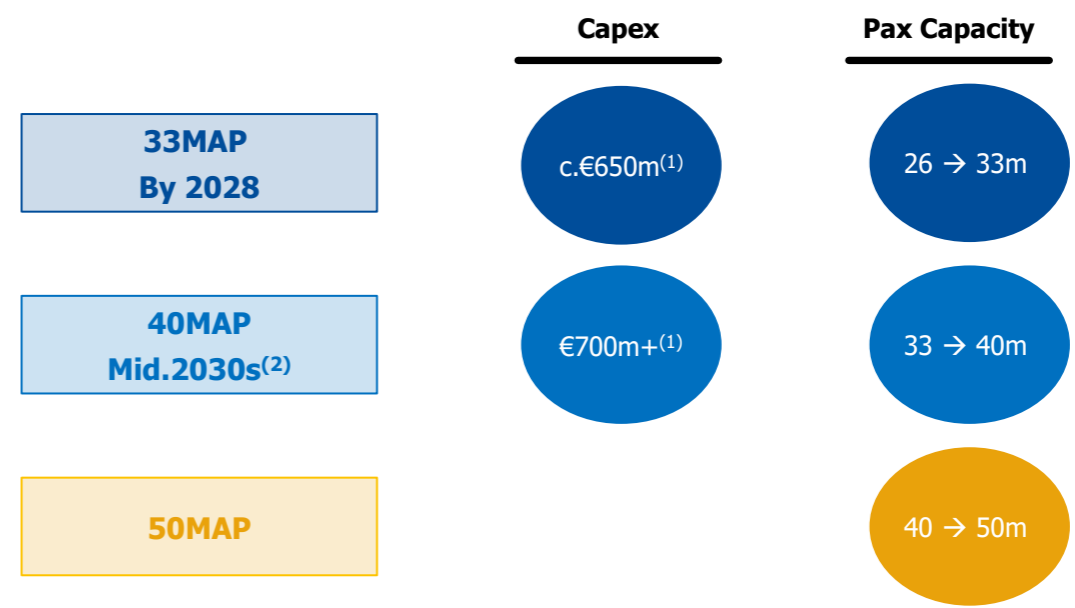 Capex
Pax Capacity
33MAP
By 2028
c.€650m(1)
26 → 33m
40MAP
Mid.2030s(2)
€700m+(1)
33 → 40m
50MAP
40 → 50m